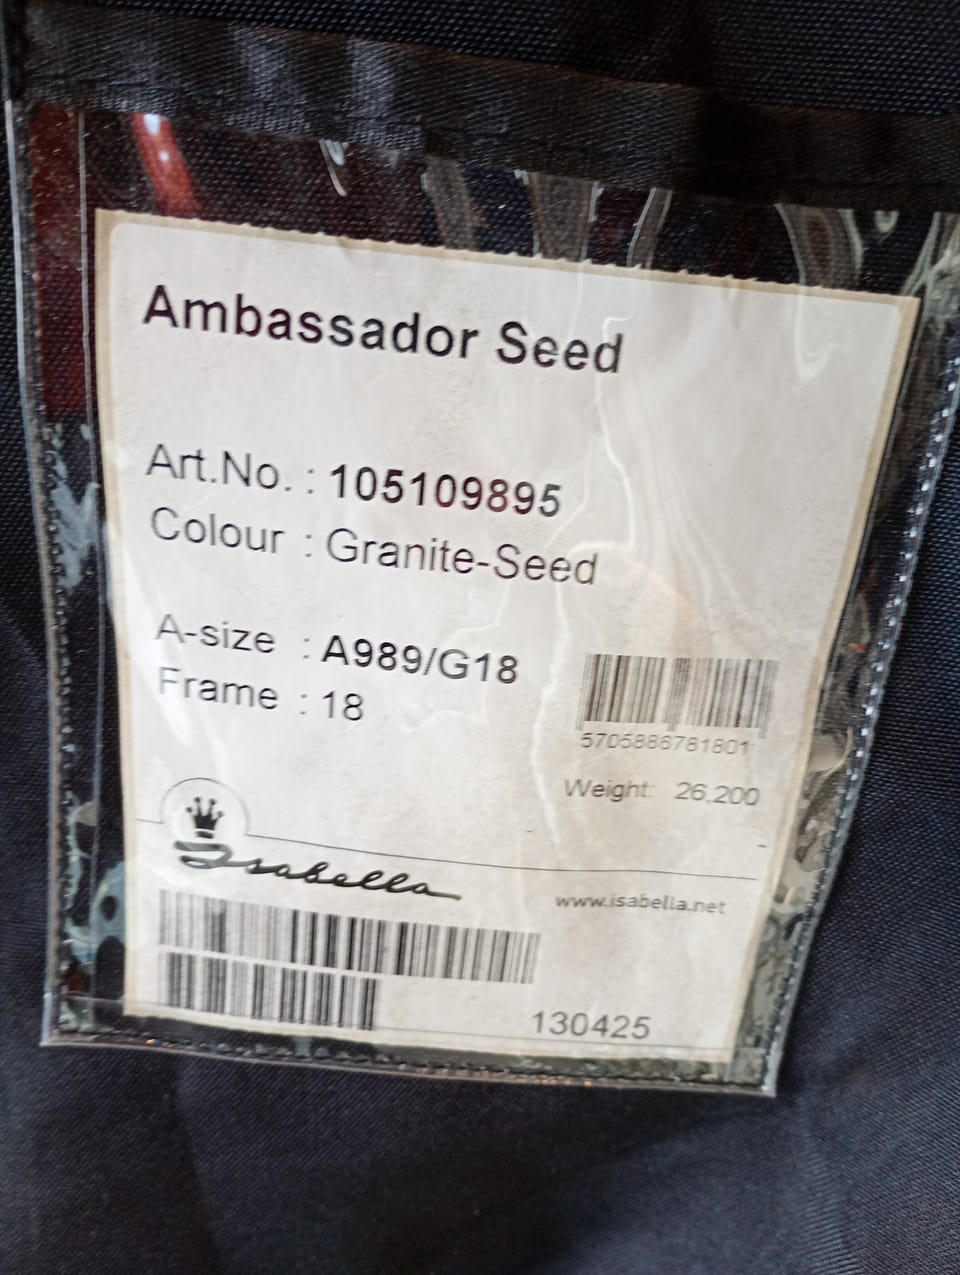 Ambassador Seed
Art.No. : 105109895
Colour : Granite-Seed
A-size : A989/G18
Frame : 18
5705886781801
Weight: 26,200
Isabella
www.isabella.net
130425